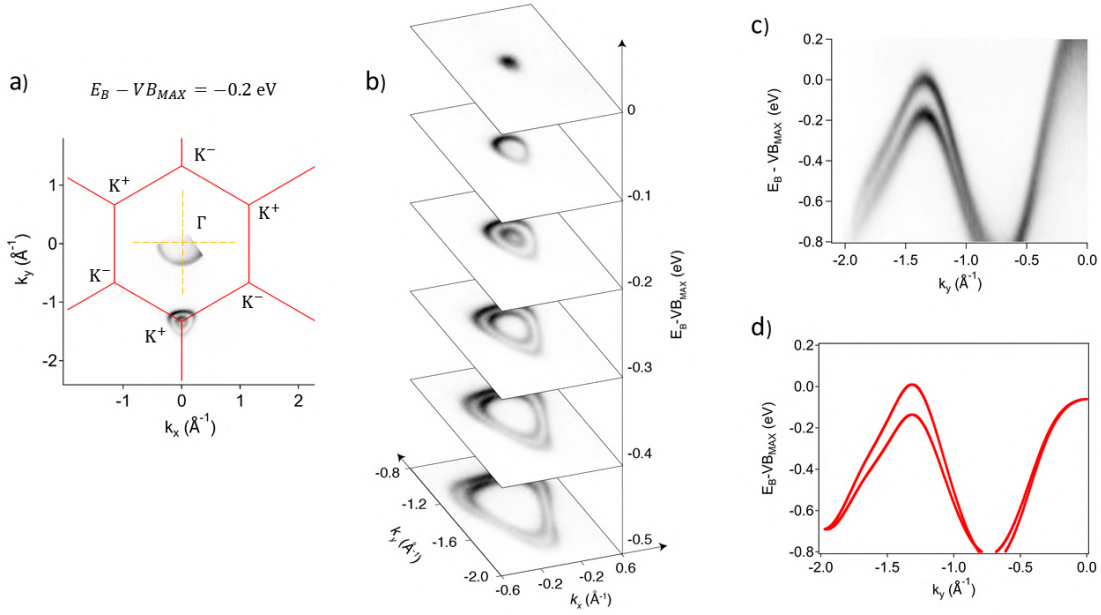 a)
E_B − VB_MAX = −0.2 eV
K⁻
K⁺
K⁺
Γ
K⁻
K⁻
K⁺
1
0
-1
-2
k_y (Å⁻¹)
-1
0
1
2
k_x (Å⁻¹)
b)
0
-0.1
-0.2
-0.3
-0.4
-0.5
E_B-VB_MAX (eV)
-0.8
-1.2
-1.6
-2.0
k_y (Å⁻¹)
-0.6
-0.2
-0.2
0.6
k_x (Å⁻¹)
c)
0.2
0.0
-0.2
-0.4
-0.6
-0.8
E_B - VB_MAX (eV)
-2.0
-1.5
-1.0
-0.5
0.0
k_y (Å⁻¹)
d)
0.2
0.0
-0.2
-0.4
-0.6
-0.8
E_B-VB_MAX (eV)
-2.0
-1.5
-1.0
-0.5
0.0
k_y (Å⁻¹)